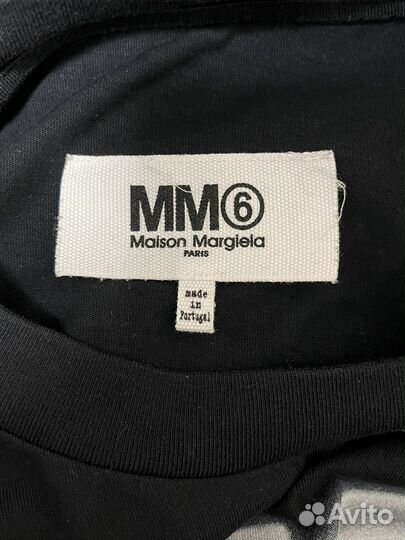 MM⑥
Maison Margiela
PARIS
made
in
Portugal
Avito